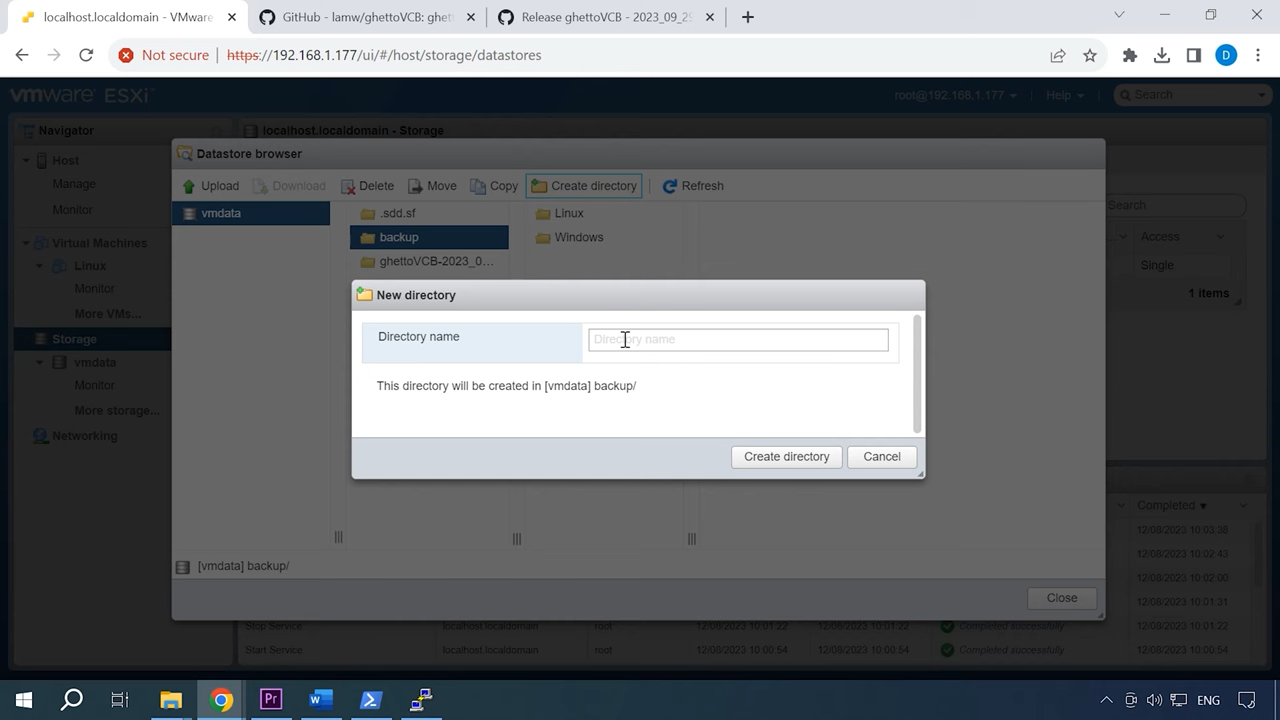 localhost.localdomain - VMware
GitHub - lamw/ghettoVCB: ghet
Release ghettoVCB - 2023_09_25
Not secure
https://192.168.1.177/ui/#/host/storage/datastores
D
vmware ESXi
root@192.168.1.177
Help
Search
Navigator
localhost.localdomain - Storage
Host
Manage
Monitor
Virtual Machines
Linux
Monitor
More VMs...
Storage
vmdata
Monitor
More storage...
Networking
Datastore browser
Upload
Download
Delete
Move
Copy
Create directory
Refresh
vmdata
.sdd.sf
Linux
backup
Windows
ghettoVCB-2023_0...
Search
Access
Single
1 items
New directory
Directory name
Directory name
This directory will be created in [vmdata] backup/
Create directory
Cancel
[vmdata] backup/
Close
Completed
12/08/2023 10:03:38
12/08/2023 10:02:43
12/08/2023 10:02:00
12/08/2023 10:01:31
Stop Service
localhost.localdomain
root
12/08/2023 10:01:22
12/08/2023 10:01:22
Completed successfully
12/08/2023 10:01:22
Start Service
localhost.localdomain
root
12/08/2023 10:00:54
12/08/2023 10:00:54
Completed successfully
12/08/2023 10:00:54
Pr
W
ENG